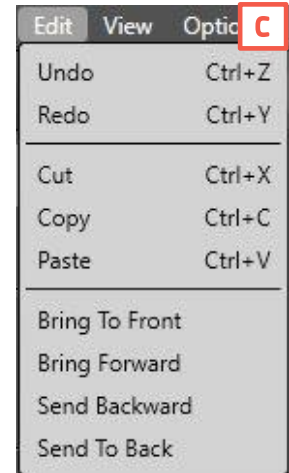 Edit View Optio C
Undo Ctrl+Z
Redo Ctrl+Y
Cut Ctrl+X
Copy Ctrl+C
Paste Ctrl+V
Bring To Front
Bring Forward
Send Backward
Send To Back